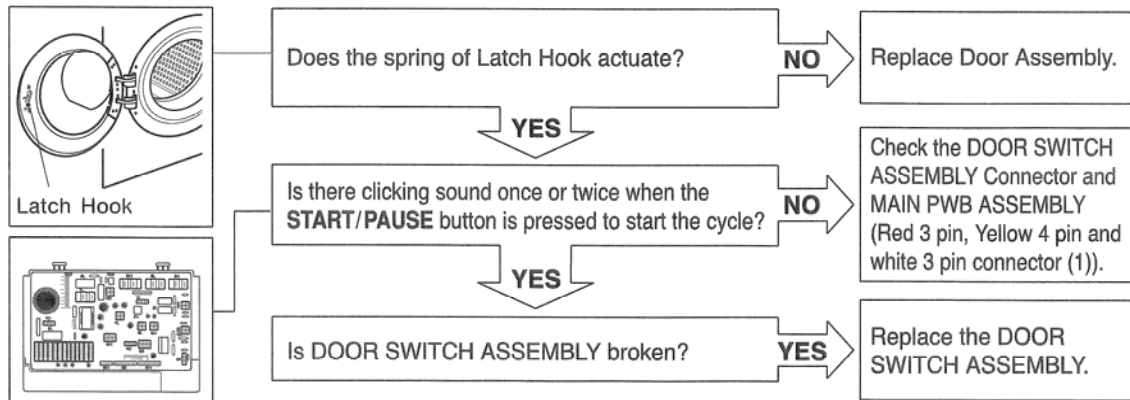 Does the spring of Latch Hook actuate?
NO
Replace Door Assembly.
YES
Latch Hook
Is there clicking sound once or twice when the
START/PAUSE button is pressed to start the cycle?
NO
Check the DOOR SWITCH
ASSEMBLY Connector and
MAIN PWB ASSEMBLY
(Red 3 pin, Yellow 4 pin and
white 3 pin connector (1)).
YES
Is DOOR SWITCH ASSEMBLY broken?
YES
Replace the DOOR
SWITCH ASSEMBLY.